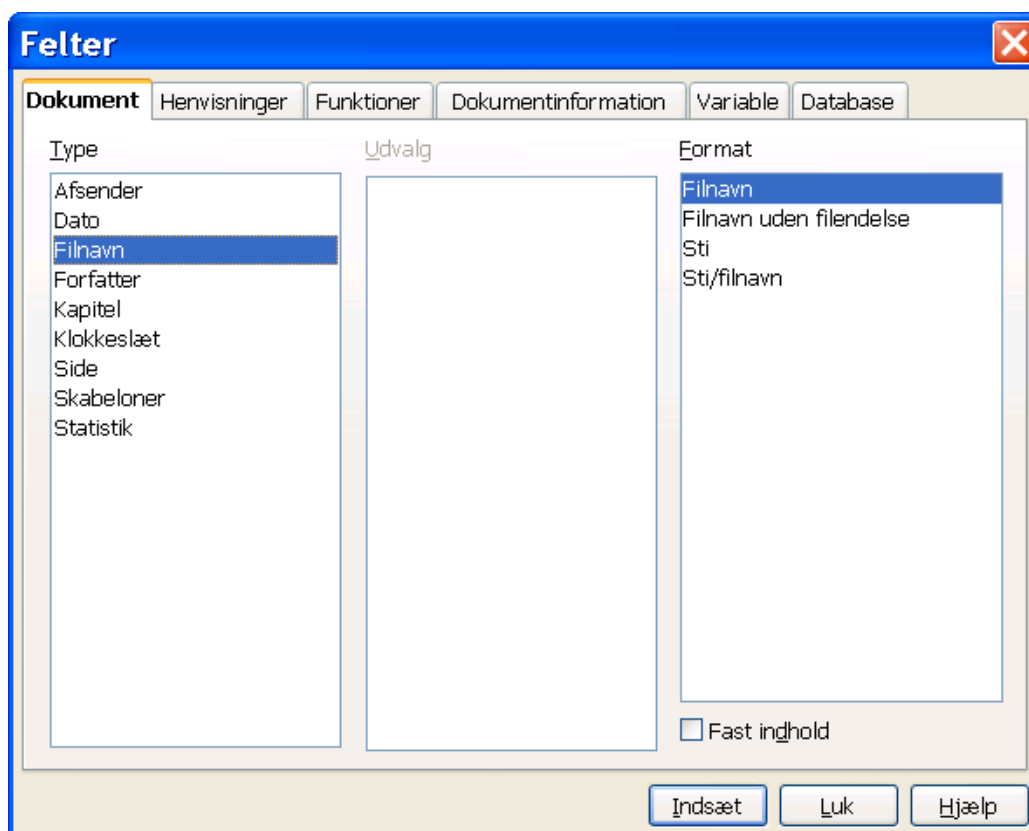 Felter
Dokument Henvisninger Funktioner Dokumentinformation Variable Database
Type
Afsender
Dato
Filnavn
Forfatter
Kapitel
Klokkeslæt
Side
Skabeloner
Statistik
Udvalg
Format
Filnavn
Filnavn uden filendelse
Sti
Sti/filnavn
Fast indhold
Indsæt Luk Hjælp